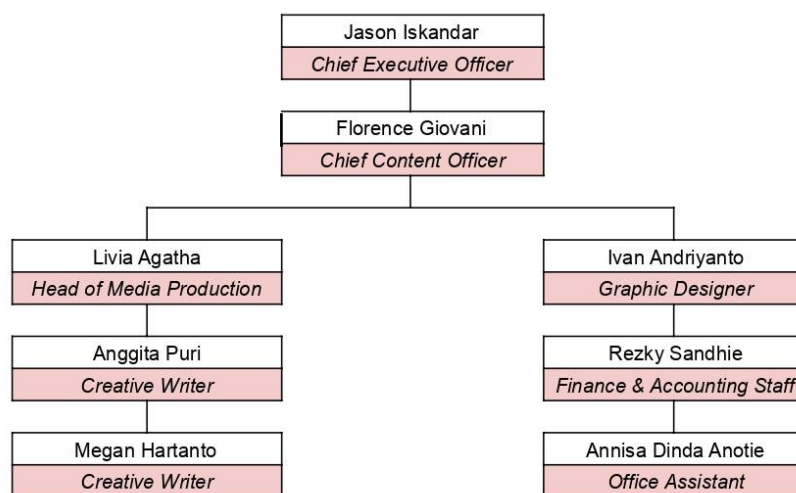 Jason Iskandar
Chief Executive Officer
Florence Giovani
Chief Content Officer
Livia Agatha
Head of Media Production
Ivan Andriyanto
Graphic Designer
Anggita Puri
Creative Writer
Rezky Sandhie
Finance & Accounting Staff
Megan Hartanto
Creative Writer
Annisa Dinda Anotie
Office Assistant